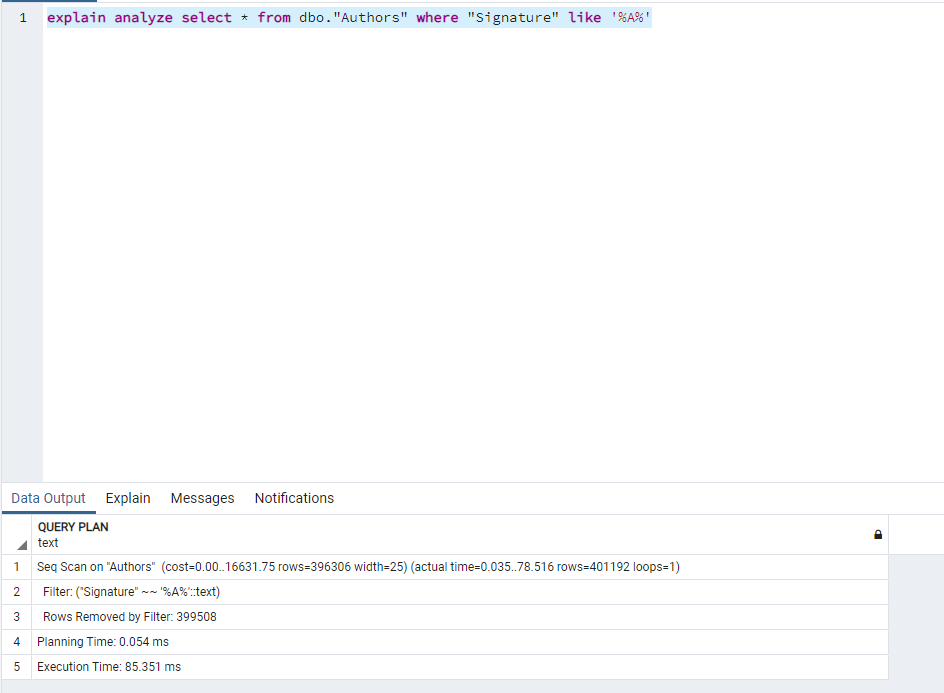 1 explain analyze select * from dbo."Authors" where "Signature" like '%A%'
Data Output Explain Messages Notifications
QUERY PLAN
text
1 Seq Scan on "Authors" (cost=0.00..16631.75 rows=396306 width=25) (actual time=0.035..78.516 rows=401192 loops=1)
2 Filter: ("Signature" ~~ '%A%'::text)
3 Rows Removed by Filter: 399508
4 Planning Time: 0.054 ms
5 Execution Time: 85.351 ms